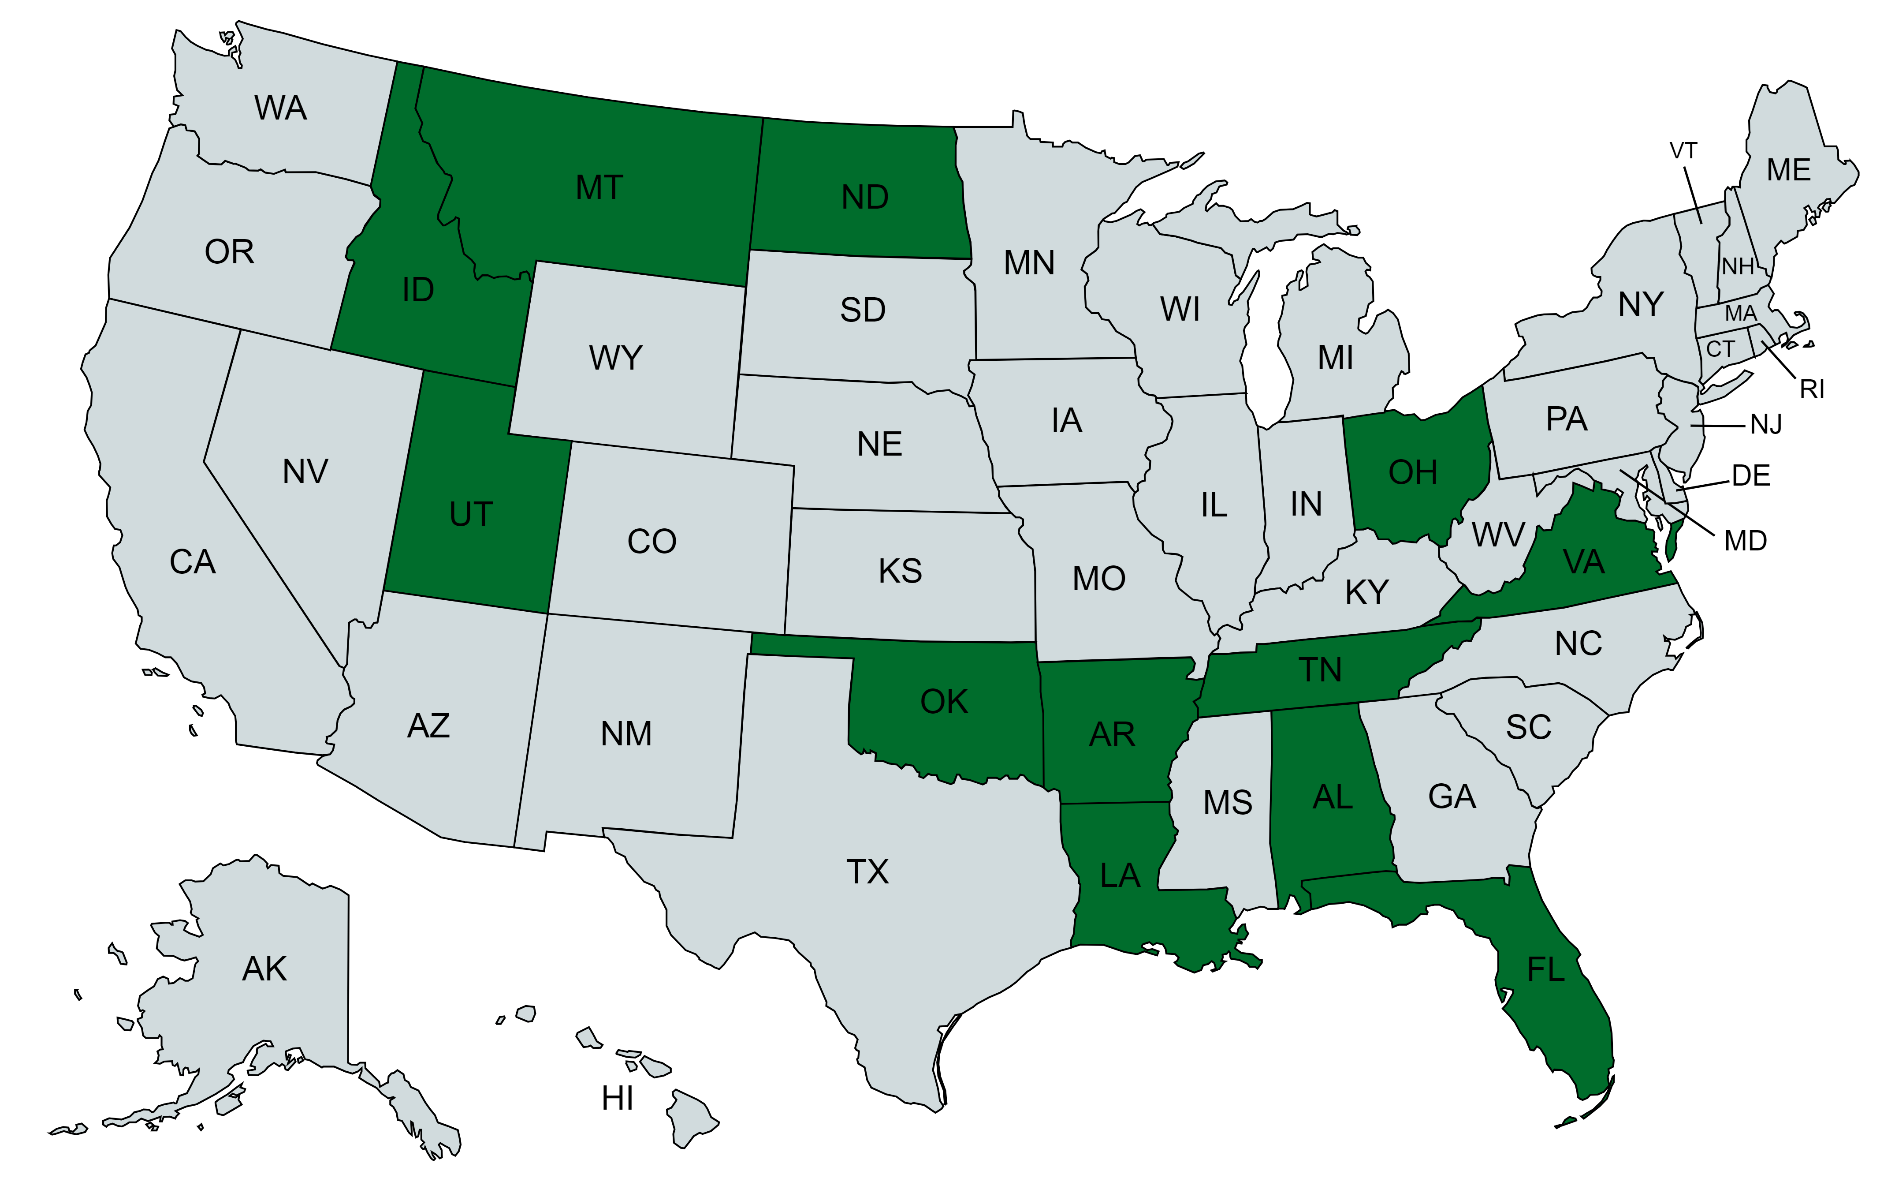 WA
MT
ND
MN
VT
ME
OR
ID
SD
WI
MI
NY
NH
MA
CT
RI
WY
NE
IA
PA
NJ
NV
UT
CO
KS
MO
IL
IN
OH
WV
VA
DE
MD
CA
KY
NC
TN
AZ
NM
OK
AR
SC
MS
AL
GA
TX
LA
FL
AK
HI